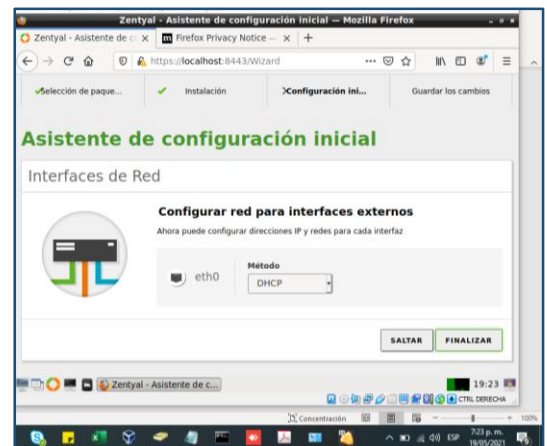 Zentyal - Asistente de configuración inicial — Mozilla Firefox
Zentyal - Asistente de co
Firefox Privacy Notice —
https://localhost:8443/Wizard
Selección de paque...
Instalación
Configuración ini...
Guardar los cambios
Asistente de configuración inicial
Interfaces de Red
Configurar red para interfaces externos
Ahora puede configurar direcciones IP y redes para cada interfaz
eth0
Método
DHCP
SALTAR
FINALIZAR
Zentyal - Asistente de c...
19:23
CTRL DERECHA
Concentración
100%
ESP
7:23 p. m.
19/05/2021